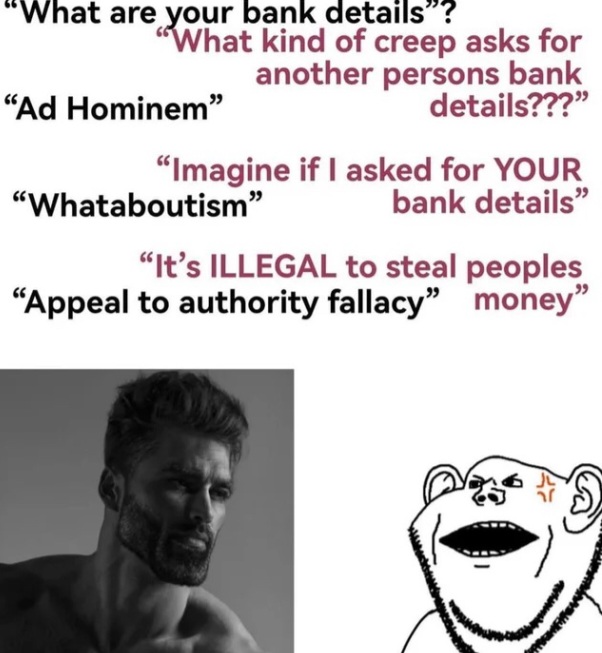 “What are your bank details”?
“What kind of creep asks for
another persons bank
“Ad Hominem” details???”
“Imagine if I asked for YOUR
“Whataboutism” bank details”
“It’s ILLEGAL to steal peoples
“Appeal to authority fallacy” money”